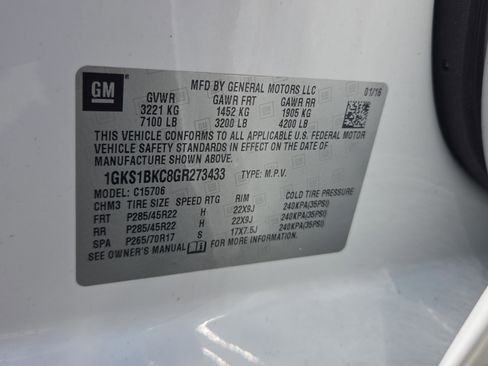 GM
MFD BY GENERAL MOTORS LLC
01/16
GVWR GAWR FRT GAWR RR
3221 KG 1452 KG 1905 KG
7100 LB 3200 LB 4200 LB
THIS VEHICLE CONFORMS TO ALL APPLICABLE U.S. FEDERAL MOTOR
VEHICLE SAFETY STANDARDS IN EFFECT ON THE DATE OF
MANUFACTURE SHOWN ABOVE.
1GKS1BKC8GR273433 TYPE: M.P.V.
MODEL: C15706
CHM3 TIRE SIZE SPEED RTG RIM COLD TIRE PRESSURE
FRT P285/45R22 H 22X9J 240KPA(35PSI)
RR P285/45R22 H 22X9J 240KPA(35PSI)
SPA P265/70R17 S 17X7.5J 240KPA(35PSI)
SEE OWNER'S MANUAL